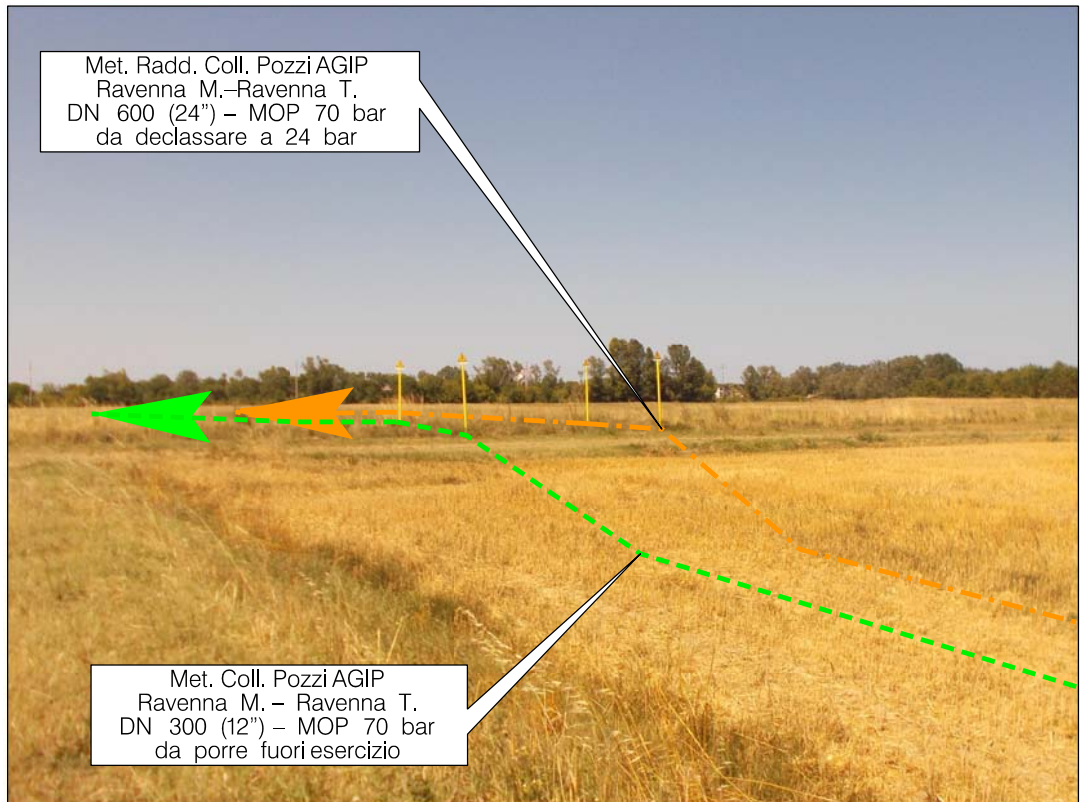 Met. Radd. Coll. Pozzi AGIP
Ravenna M.–Ravenna T.
DN 600 (24") – MOP 70 bar
da declassare a 24 bar
Met. Coll. Pozzi AGIP
Ravenna M. – Ravenna T.
DN 300 (12") – MOP 70 bar
da porre fuori esercizio